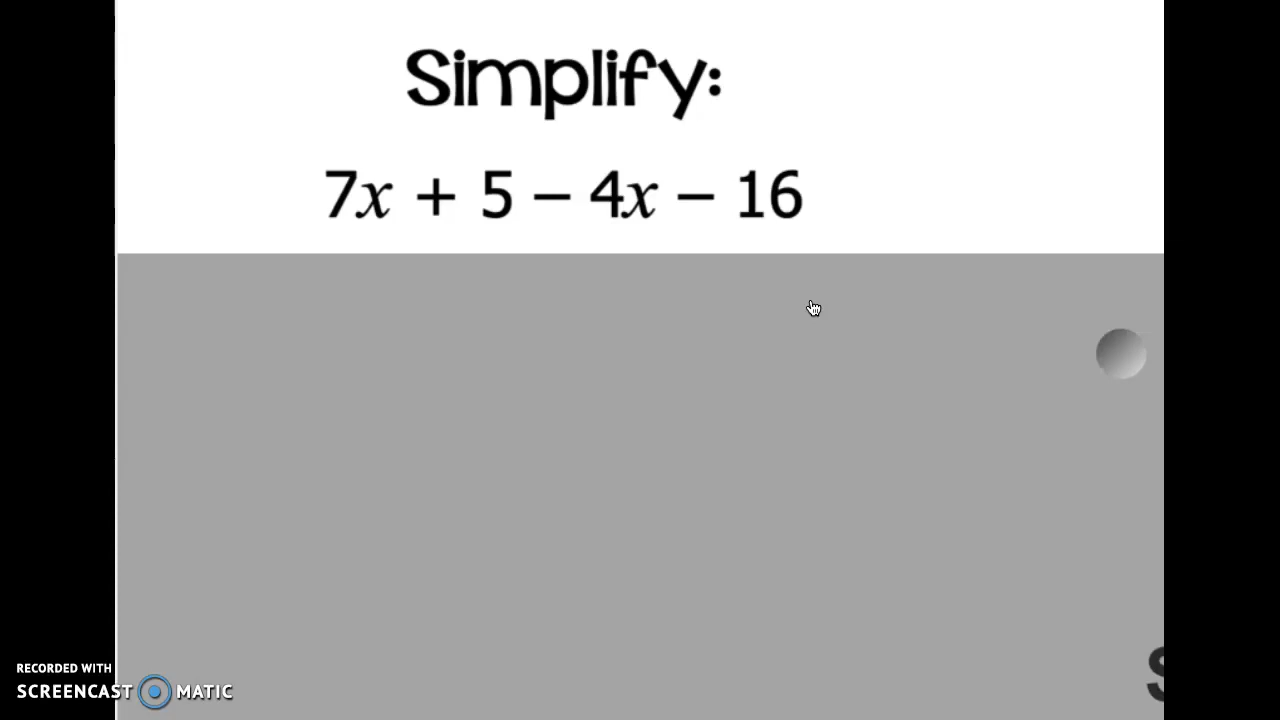 Simplify:
7x + 5 − 4x − 16
RECORDED WITH
SCREENCAST MATIC